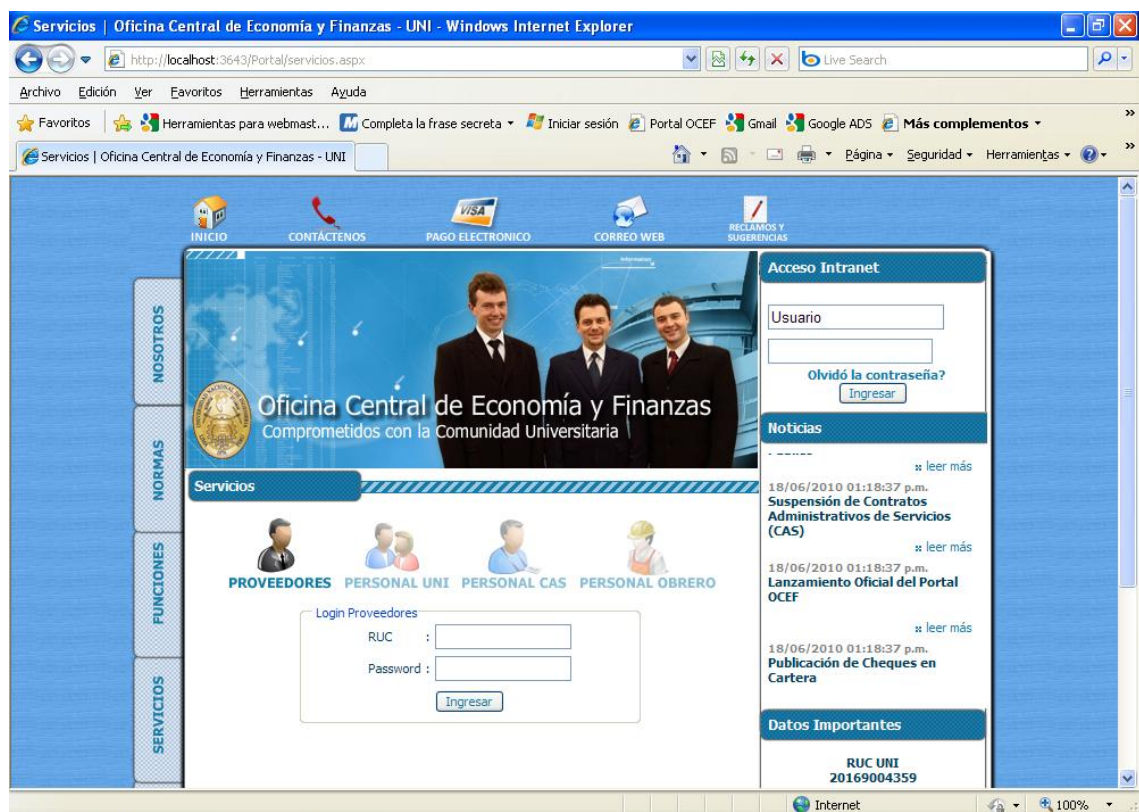 Servicios | Oficina Central de Economía y Finanzas - UNI - Windows Internet Explorer
http://localhost:3643/Portal/servicios.aspx
Live Search
Archivo Edición Ver Favoritos Herramientas Ayuda
Favoritos Herramientas para webmast... Completa la frase secreta Iniciar sesión Portal OCEF Gmail Google ADS Más complementos »
Servicios | Oficina Central de Economía y Finanzas - UNI
Página Seguridad Herramientas »
INICIO
CONTÁCTENOS
VISA
PAGO ELECTRONICO
CORREO WEB
RECLAMOS Y
SUGERENCIAS
NOSOTROS
NORMAS
FUNCIONES
SERVICIOS
Information
Oficina Central de Economía y Finanzas
Comprometidos con la Comunidad Universitaria
Servicios
PROVEEDORES PERSONAL UNI PERSONAL CAS PERSONAL OBRERO
Login Proveedores
RUC :
Password :
Ingresar
Acceso Intranet
Usuario
Olvidó la contraseña?
Ingresar
Noticias
leer más
18/06/2010 01:18:37 p.m.
Suspensión de Contratos
Administrativos de Servicios
(CAS)
leer más
18/06/2010 01:18:37 p.m.
Lanzamiento Oficial del Portal
OCEF
leer más
18/06/2010 01:18:37 p.m.
Publicación de Cheques en
Cartera
Datos Importantes
RUC UNI
20169004359
Internet
100%